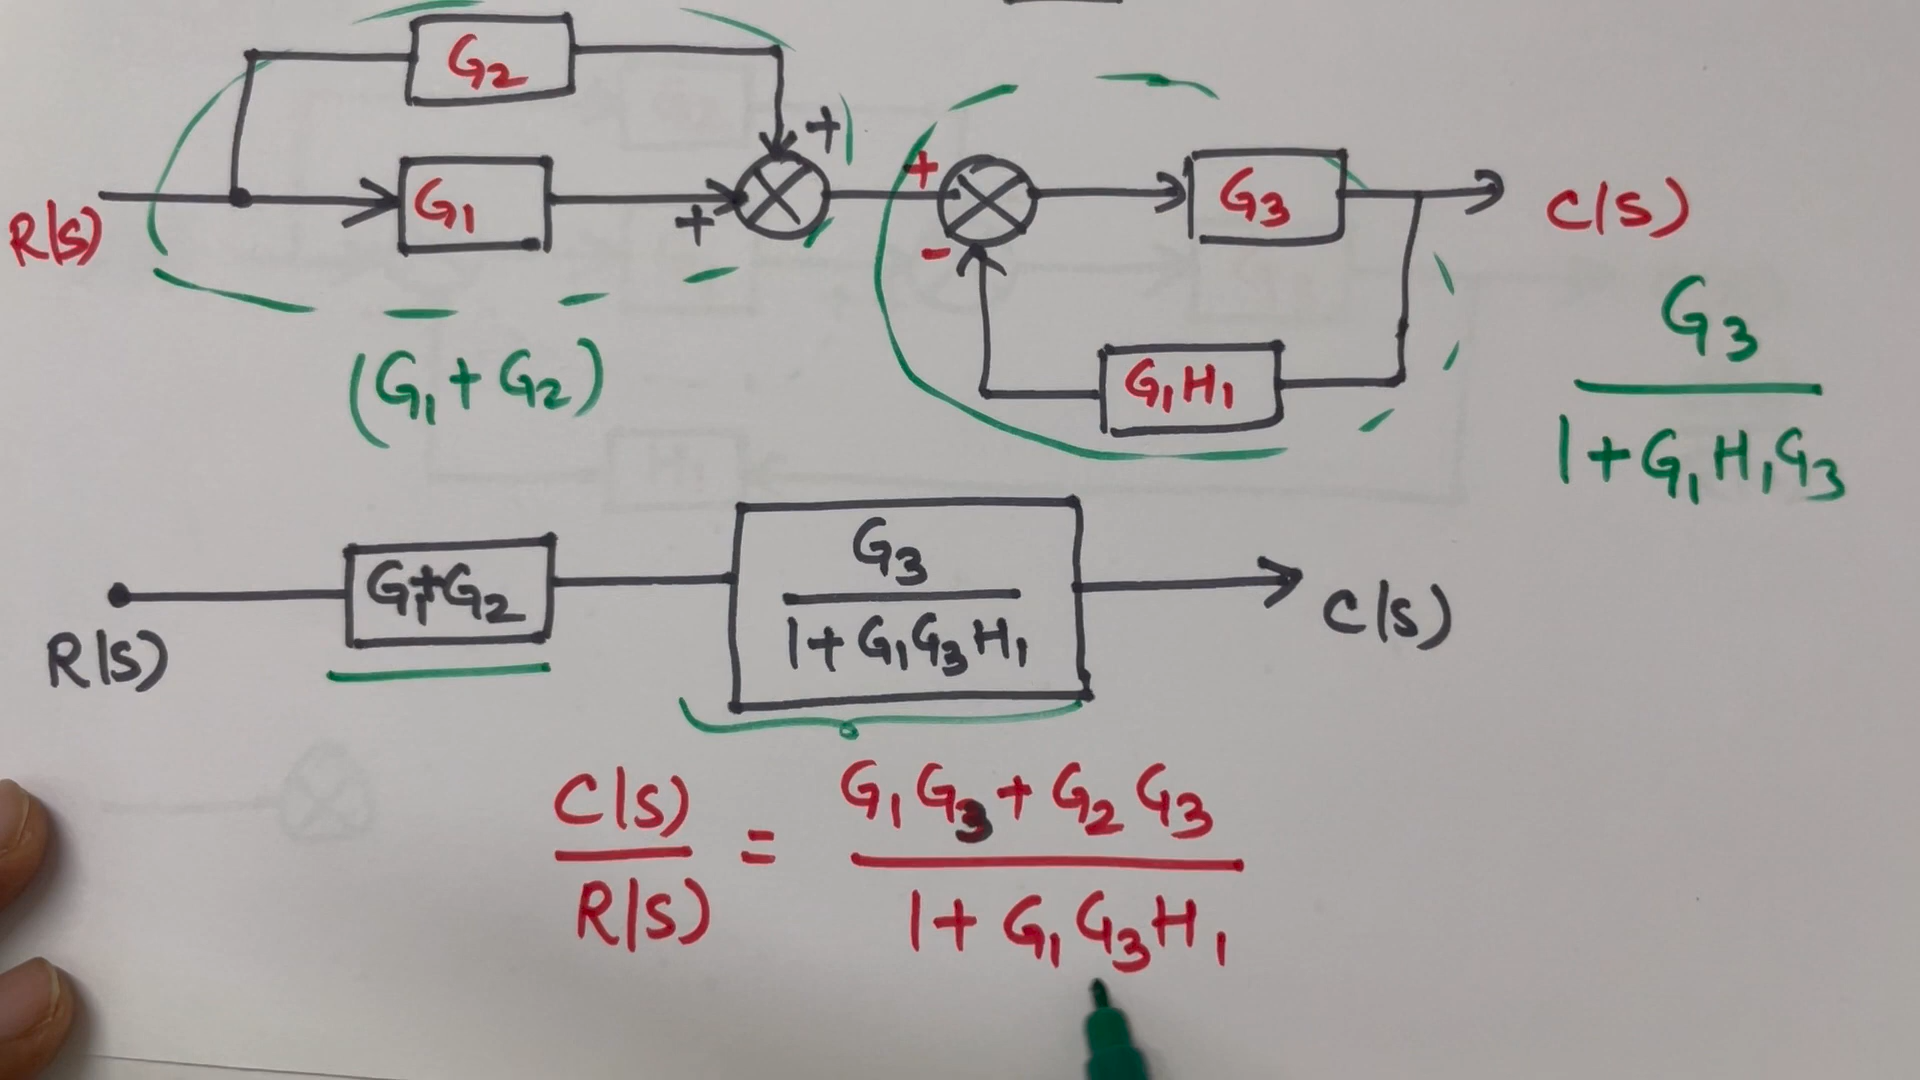 G2
+
R(s) G1 + + - G3 C(s)
(G1 + G2) G1H1
G3
1+G1H1G3
R(s) G1+G2 G3 C(s)
1+ G1G3H1
C(s) = G1G3 + G2G3
R(s) 1+ G1G3H1